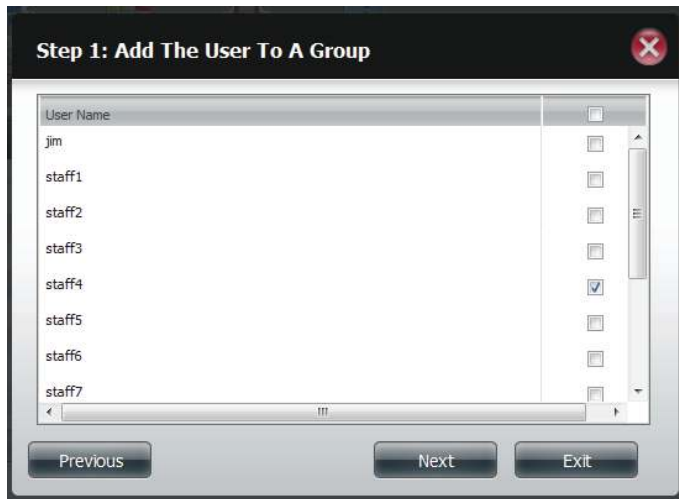 Step 1: Add The User To A Group
User Name
jim
staff1
staff2
staff3
staff4
staff5
staff6
staff7
Previous
Next
Exit